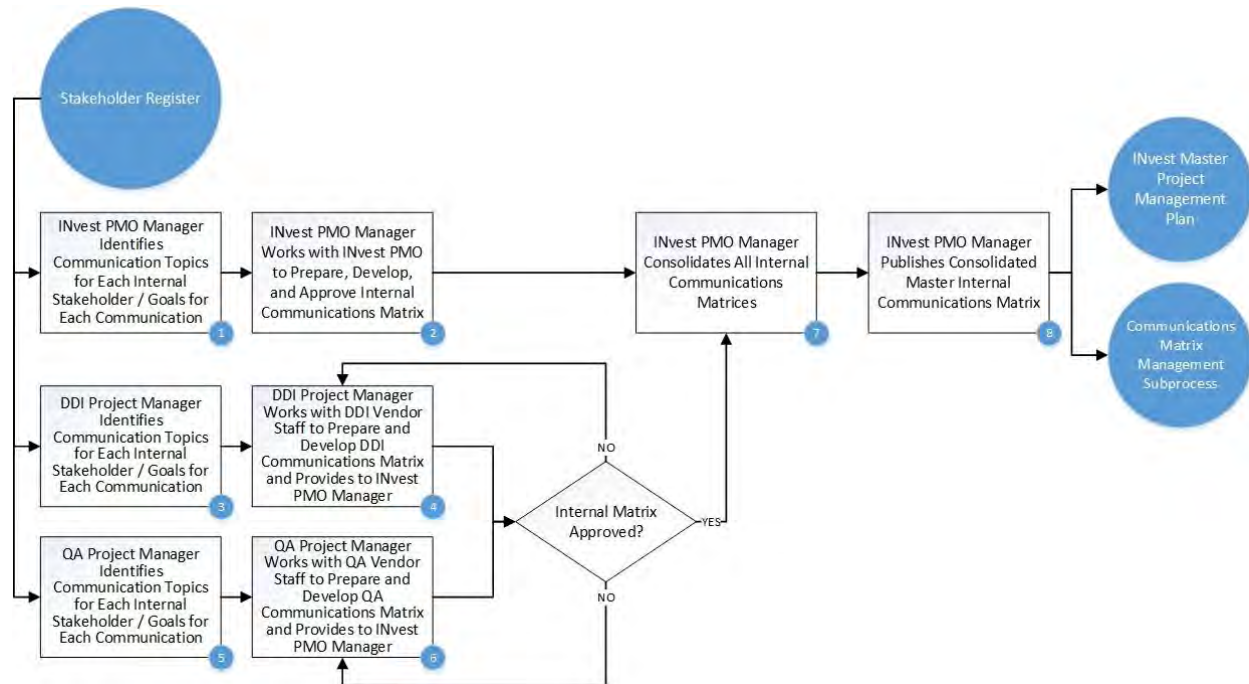 Stakeholder Register
INvest PMO Manager
Identifies
Communication Topics
for Each Internal
Stakeholder / Goals for
Each Communication
1
INvest PMO Manager
Works with INvest PMO
to Prepare, Develop,
and Approve Internal
Communications Matrix
2
INvest PMO Manager
Consolidates All Internal
Communications
Matrices
7
INvest PMO Manager
Publishes Consolidated
Master Internal
Communications Matrix
8
INvest Master
Project
Management
Plan
Communications
Matrix
Management
Subprocess
DDI Project Manager
Identifies
Communication Topics
for Each Internal
Stakeholder / Goals for
Each Communication
3
DDI Project Manager
Works with DDI Vendor
Staff to Prepare and
Develop DDI
Communications Matrix
and Provides to INvest
PMO Manager
4
NO
Internal Matrix
Approved?
YES
NO
QA Project Manager
Identifies
Communication Topics
for Each Internal
Stakeholder / Goals for
Each Communication
5
QA Project Manager
Works with QA Vendor
Staff to Prepare and
Develop QA
Communications Matrix
and Provides to INvest
PMO Manager
6